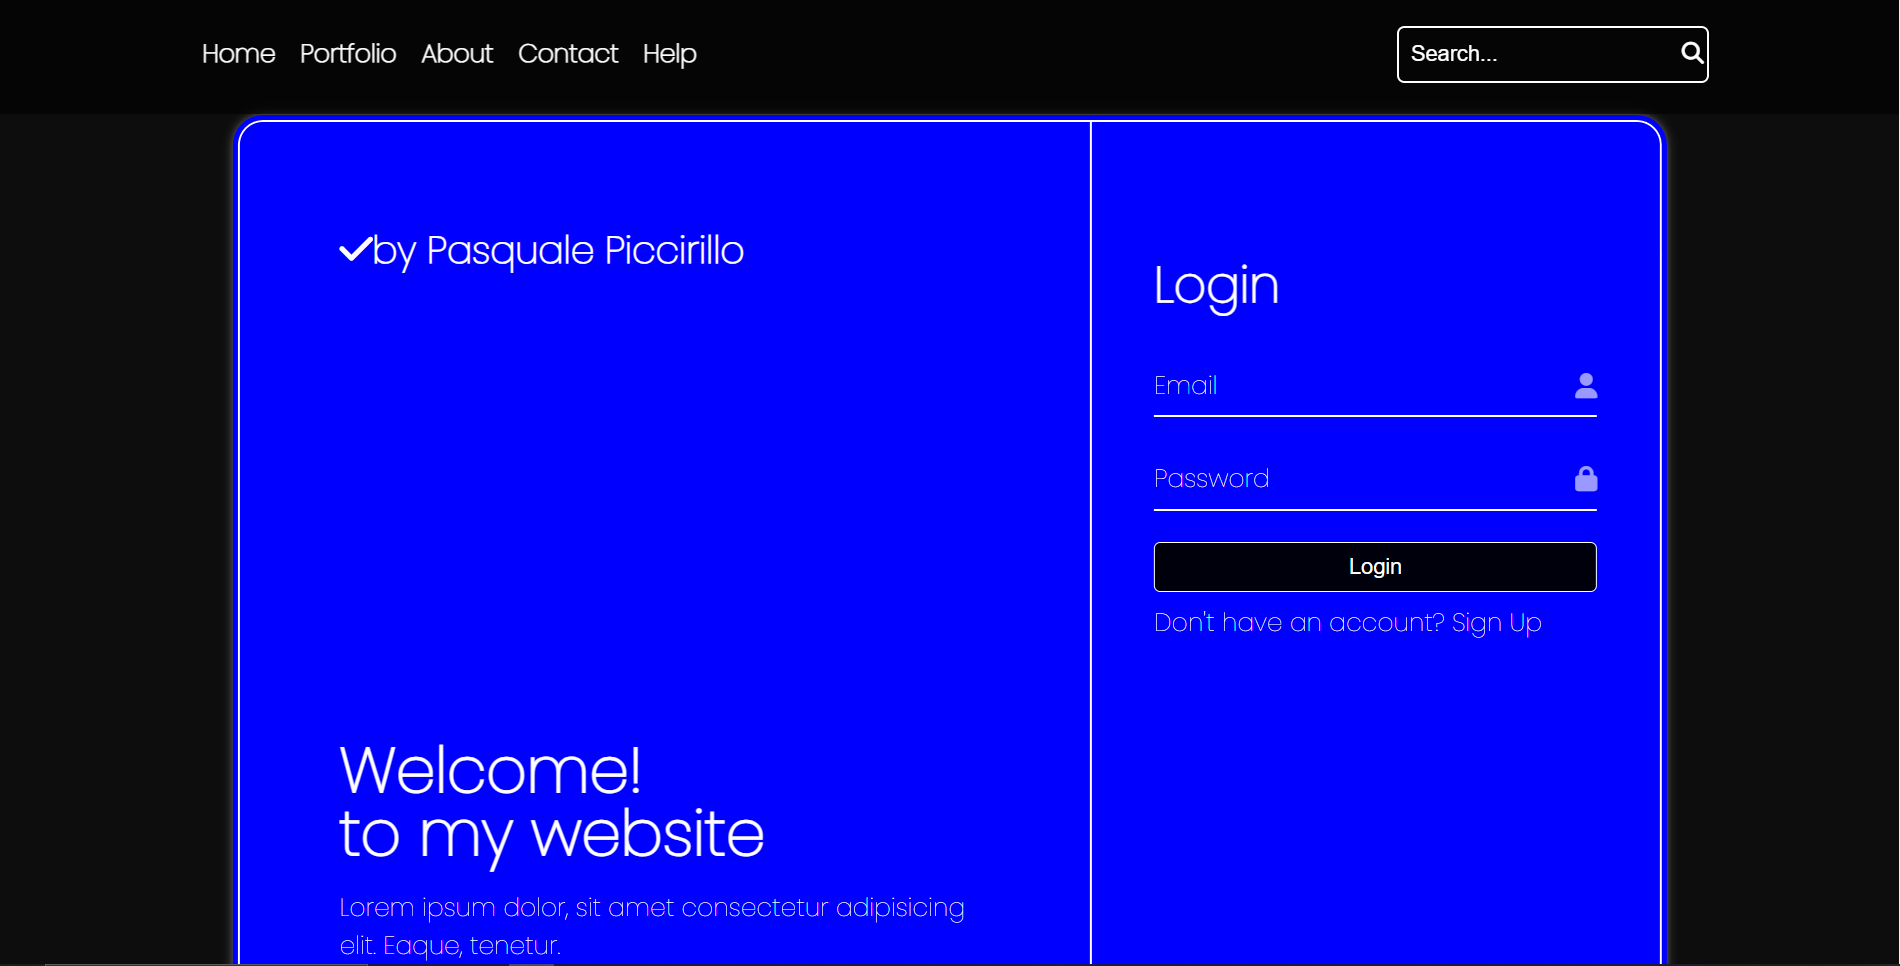 Home Portfolio About Contact Help
Search...
by Pasquale Piccirillo
Login
Email
Password
Login
Don't have an account? Sign Up
Welcome!
to my website
Lorem ipsum dolor, sit amet consectetur adipisicing
elit. Eaque, tenetur.